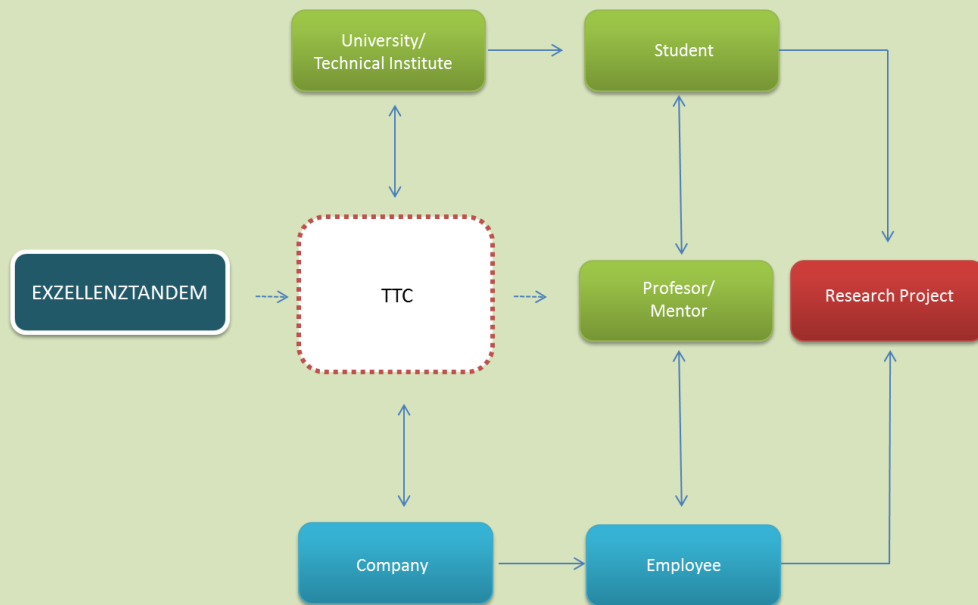 University/
Technical Institute
Student
EXZELLENZTANDEM
TTC
Profesor/
Mentor
Research Project
Company
Employee